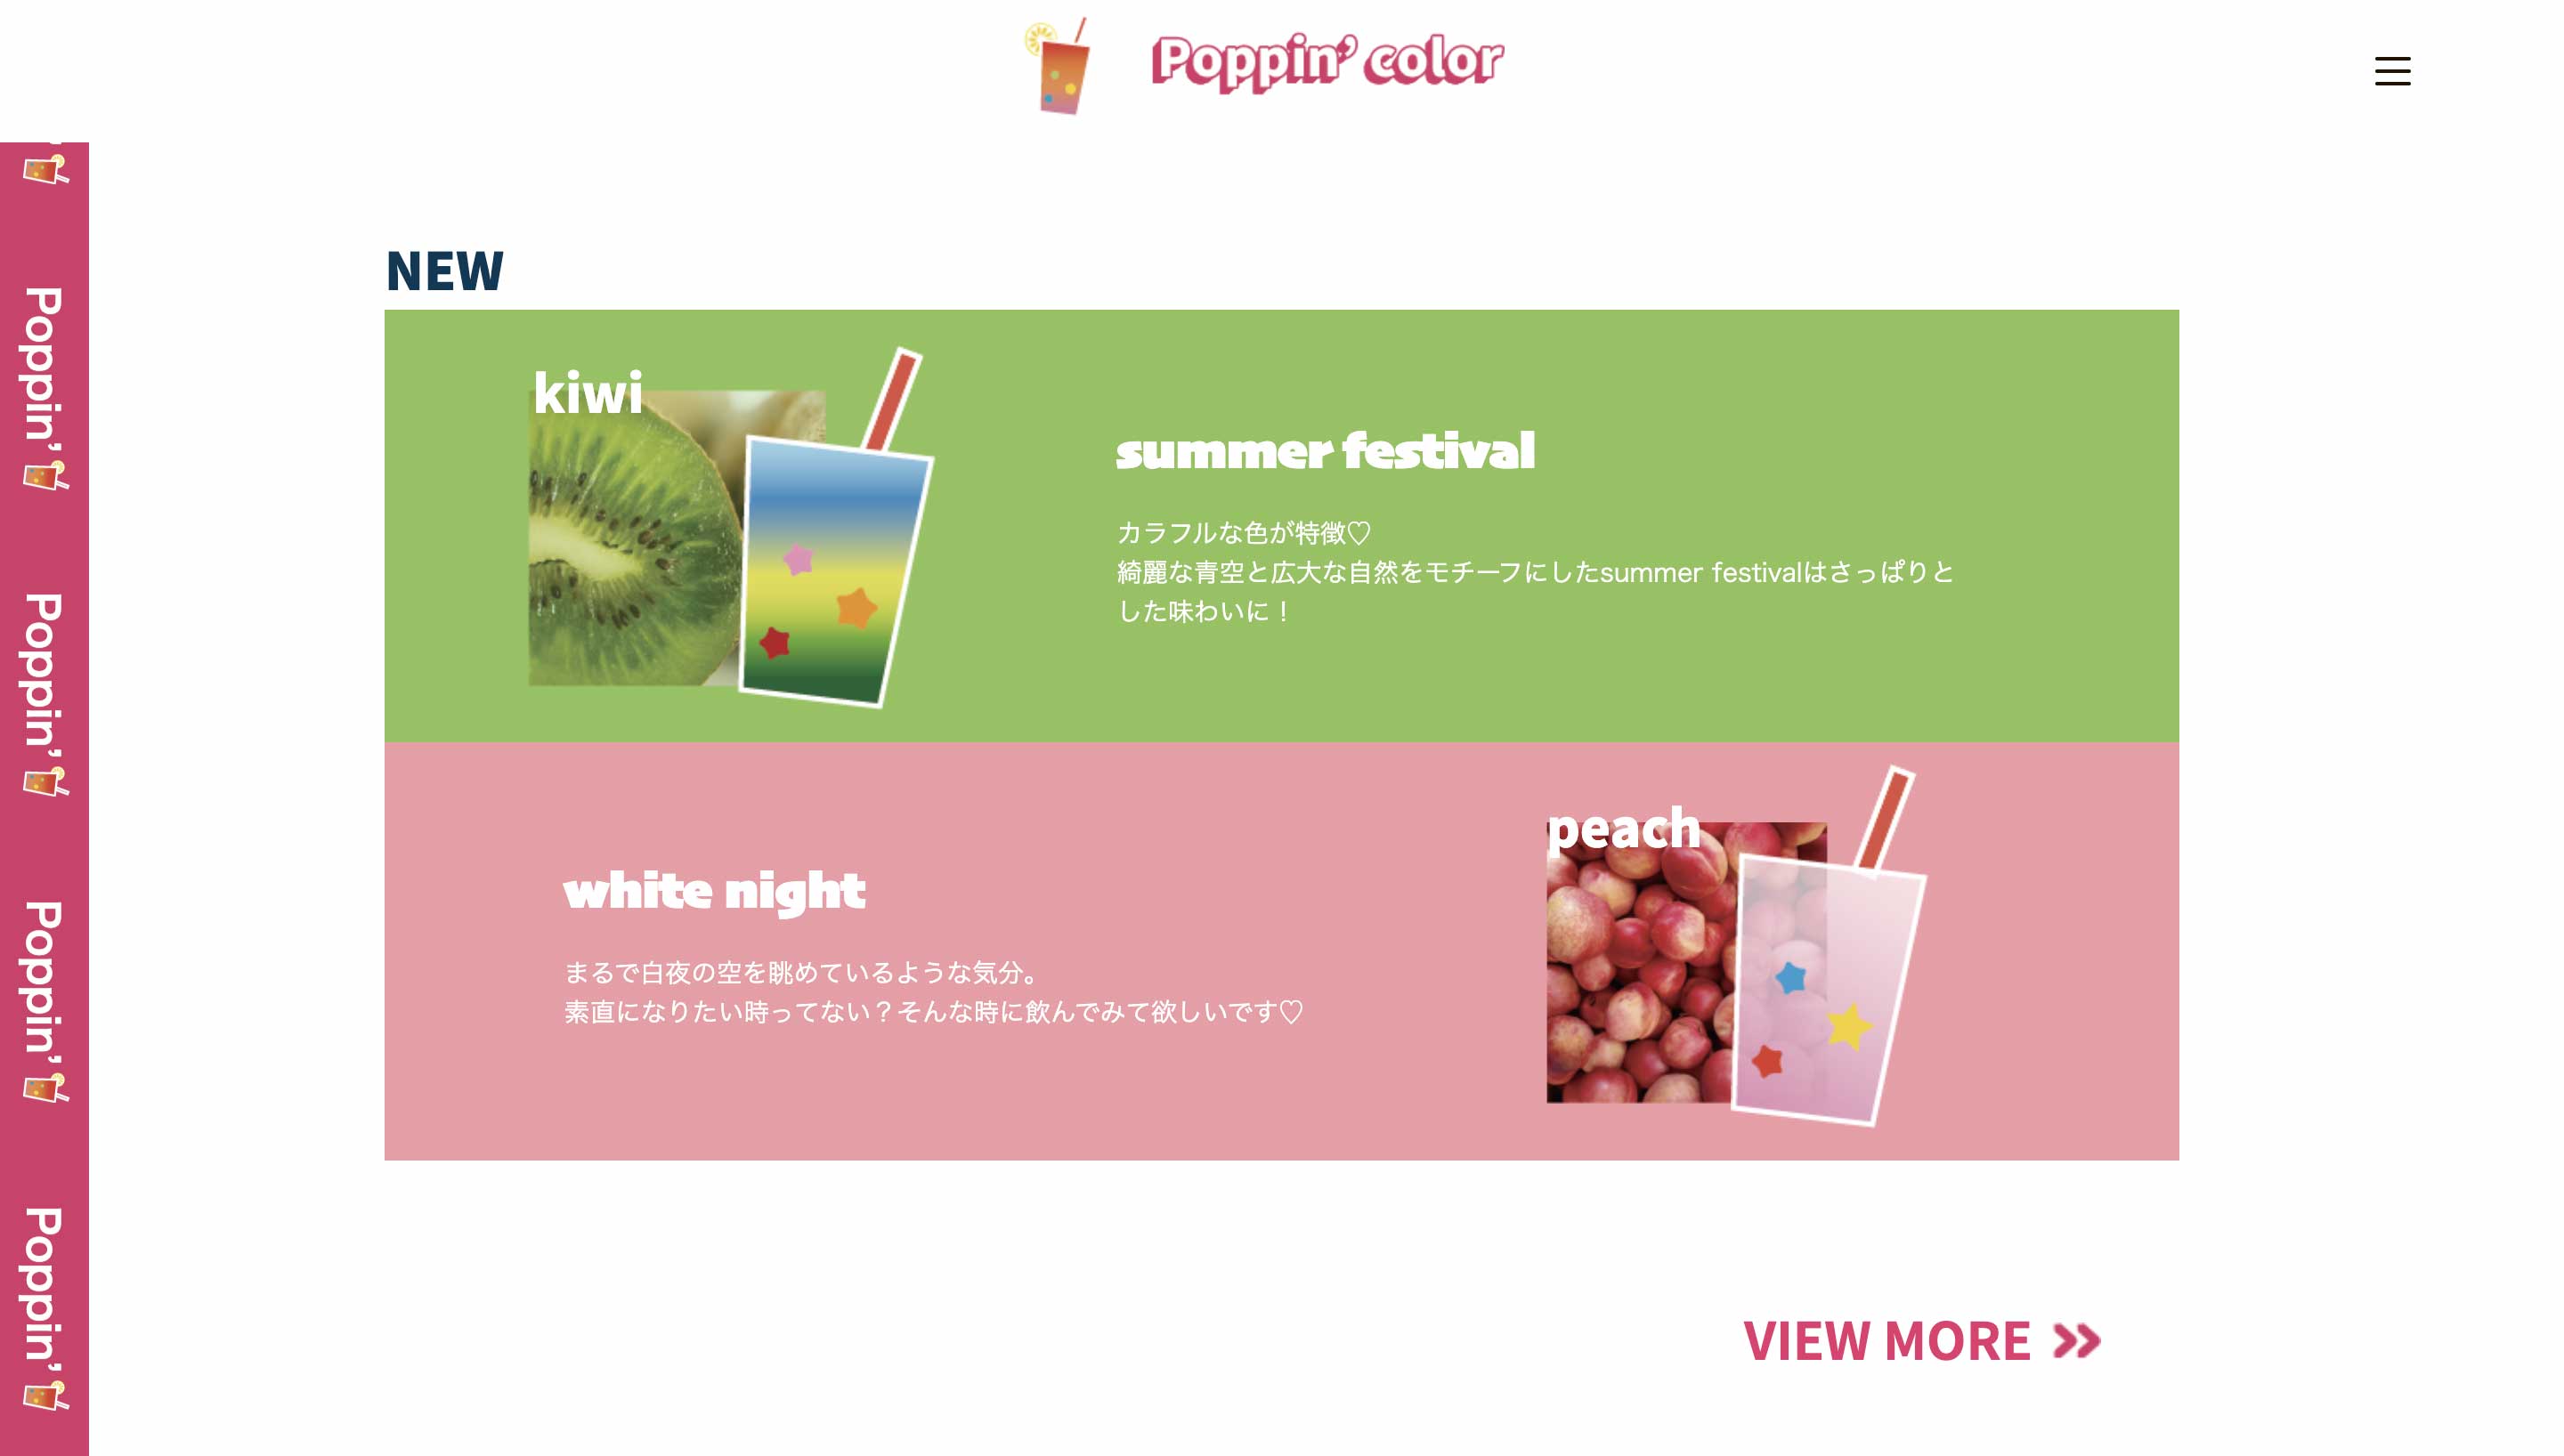 Poppin' color
Poppin'
Poppin'
Poppin'
Poppin'
NEW
kiwi
summer festival
カラフルな色が特徴♡
綺麗な青空と広大な自然をモチーフにしたsummer festivalはさっぱりと
した味わいに！
peach
white night
まるで白夜の空を眺めているような気分。
素直になりたい時ってない？そんな時に飲んでみて欲しいです♡
VIEW MORE